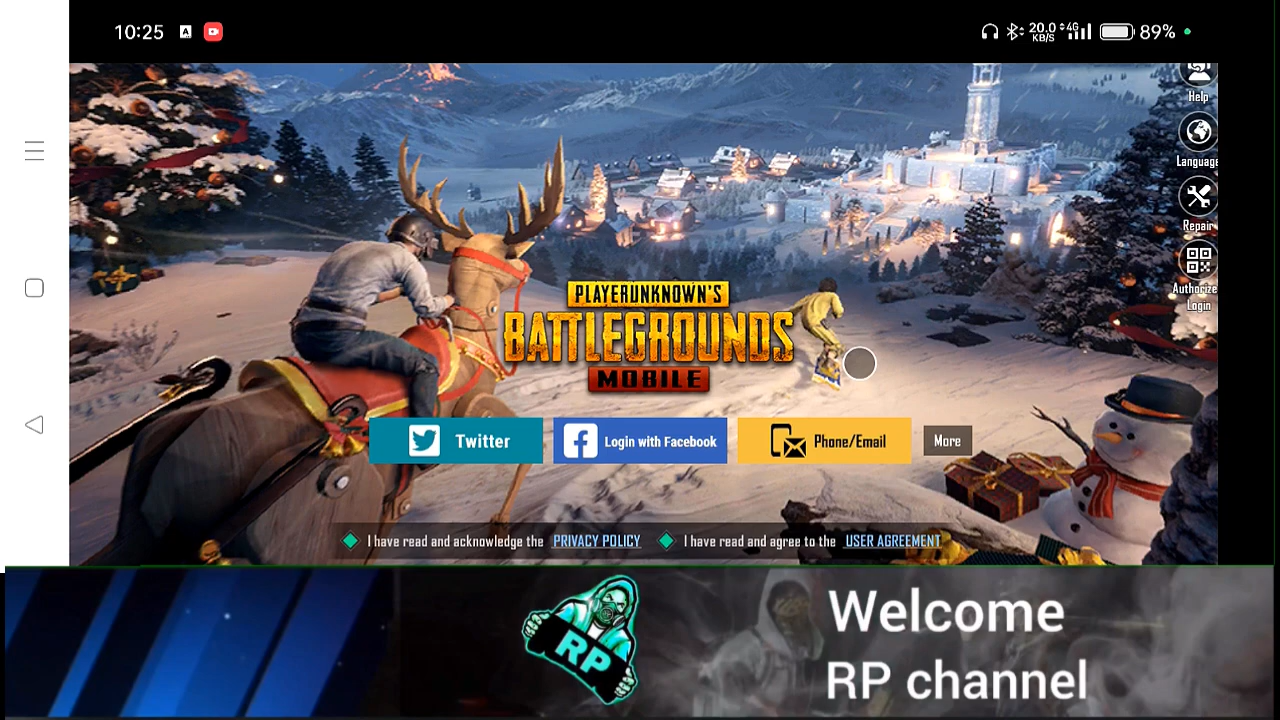 10:25
20.0 KB/S 4G 89%
Help
Language
Repair
Authorize
Login
PLAYERUNKNOWN'S
BATTLEGROUNDS
MOBILE
Twitter
Login with Facebook
Phone/Email
More
I have read and acknowledge the PRIVACY POLICY I have read and agree to the USER AGREEMENT
RP
Welcome
RP channel